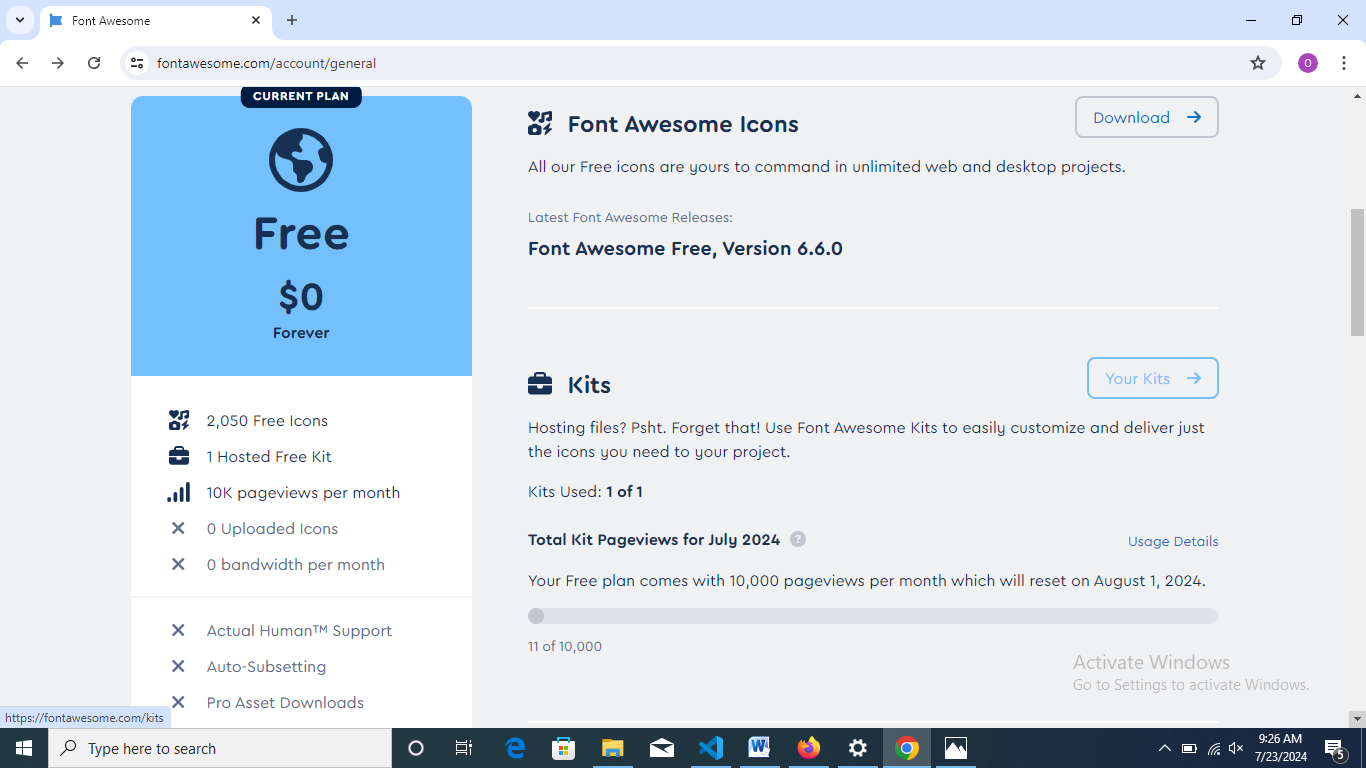 Font Awesome
fontawesome.com/account/general
O
CURRENT PLAN
Free
$0
Forever
2,050 Free Icons
1 Hosted Free Kit
10K pageviews per month
0 Uploaded Icons
0 bandwidth per month
Actual Human™ Support
Auto-Subsetting
Pro Asset Downloads
Font Awesome Icons
Download
All our Free icons are yours to command in unlimited web and desktop projects.
Latest Font Awesome Releases:
Font Awesome Free, Version 6.6.0
Kits
Your Kits
Hosting files? Psht. Forget that! Use Font Awesome Kits to easily customize and deliver just
the icons you need to your project.
Kits Used: 1 of 1
Total Kit Pageviews for July 2024 ?
Usage Details
Your Free plan comes with 10,000 pageviews per month which will reset on August 1, 2024.
11 of 10,000
Activate Windows
Go to Settings to activate Windows.
https://fontawesome.com/kits
Type here to search
9:26 AM
7/23/2024
5